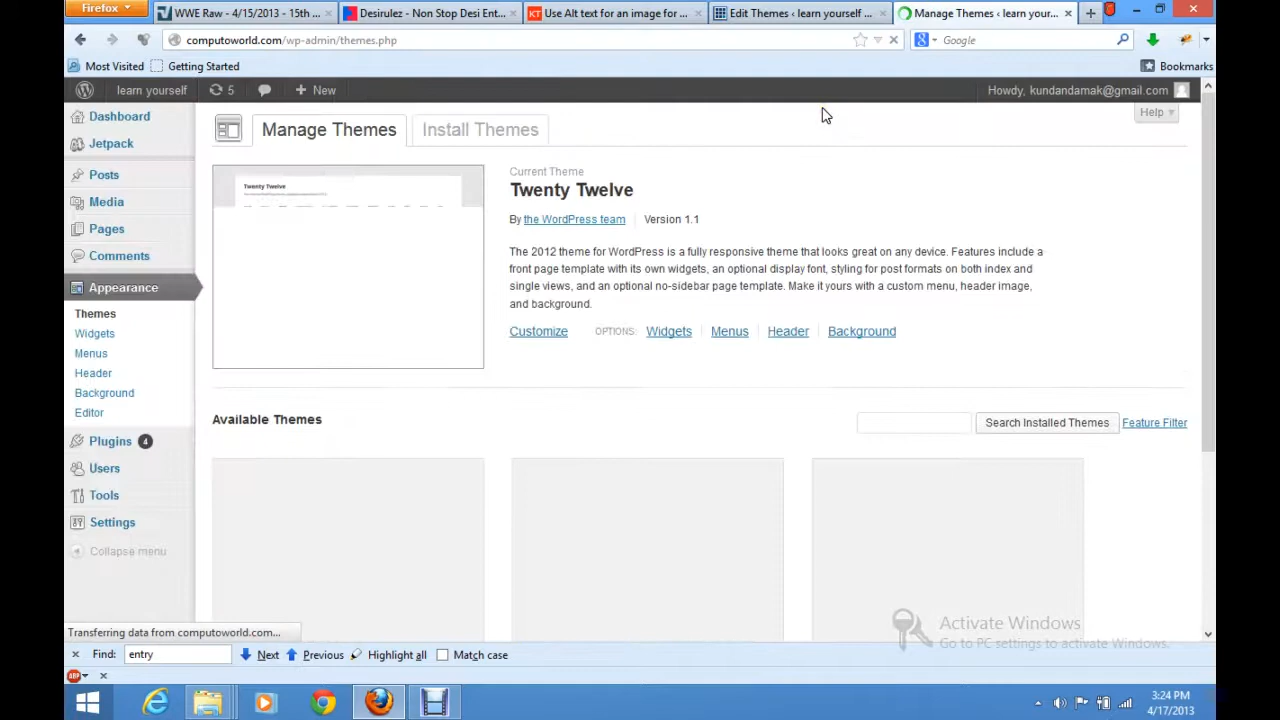 Firefox
WWE Raw - 4/15/2013 - 15th ...
Desirulez - Non Stop Desi Ent...
KT Use Alt text for an image for ...
Edit Themes ‹ learn yourself ...
Manage Themes ‹ learn your...
computoworld.com/wp-admin/themes.php
Google
Most Visited
Getting Started
Bookmarks
learn yourself
5
+ New
Howdy, kundandamak@gmail.com
Help
Dashboard
Jetpack
Posts
Media
Pages
Comments
Appearance
Themes
Widgets
Menus
Header
Background
Editor
Plugins 4
Users
Tools
Settings
Collapse menu
Manage Themes
Install Themes
Twenty Twelve
Current Theme
Twenty Twelve
By the WordPress team
Version 1.1
The 2012 theme for WordPress is a fully responsive theme that looks great on any device. Features include a
front page template with its own widgets, an optional display font, styling for post formats on both index and
single views, and an optional no-sidebar page template. Make it yours with a custom menu, header image,
and background.
Customize
OPTIONS: Widgets Menus Header Background
Available Themes
Search Installed Themes
Feature Filter
Activate Windows
Go to PC settings to activate Windows.
Transferring data from computoworld.com...
× Find: entry Next Previous Highlight all Match case
ABP ×
3:24 PM
4/17/2013